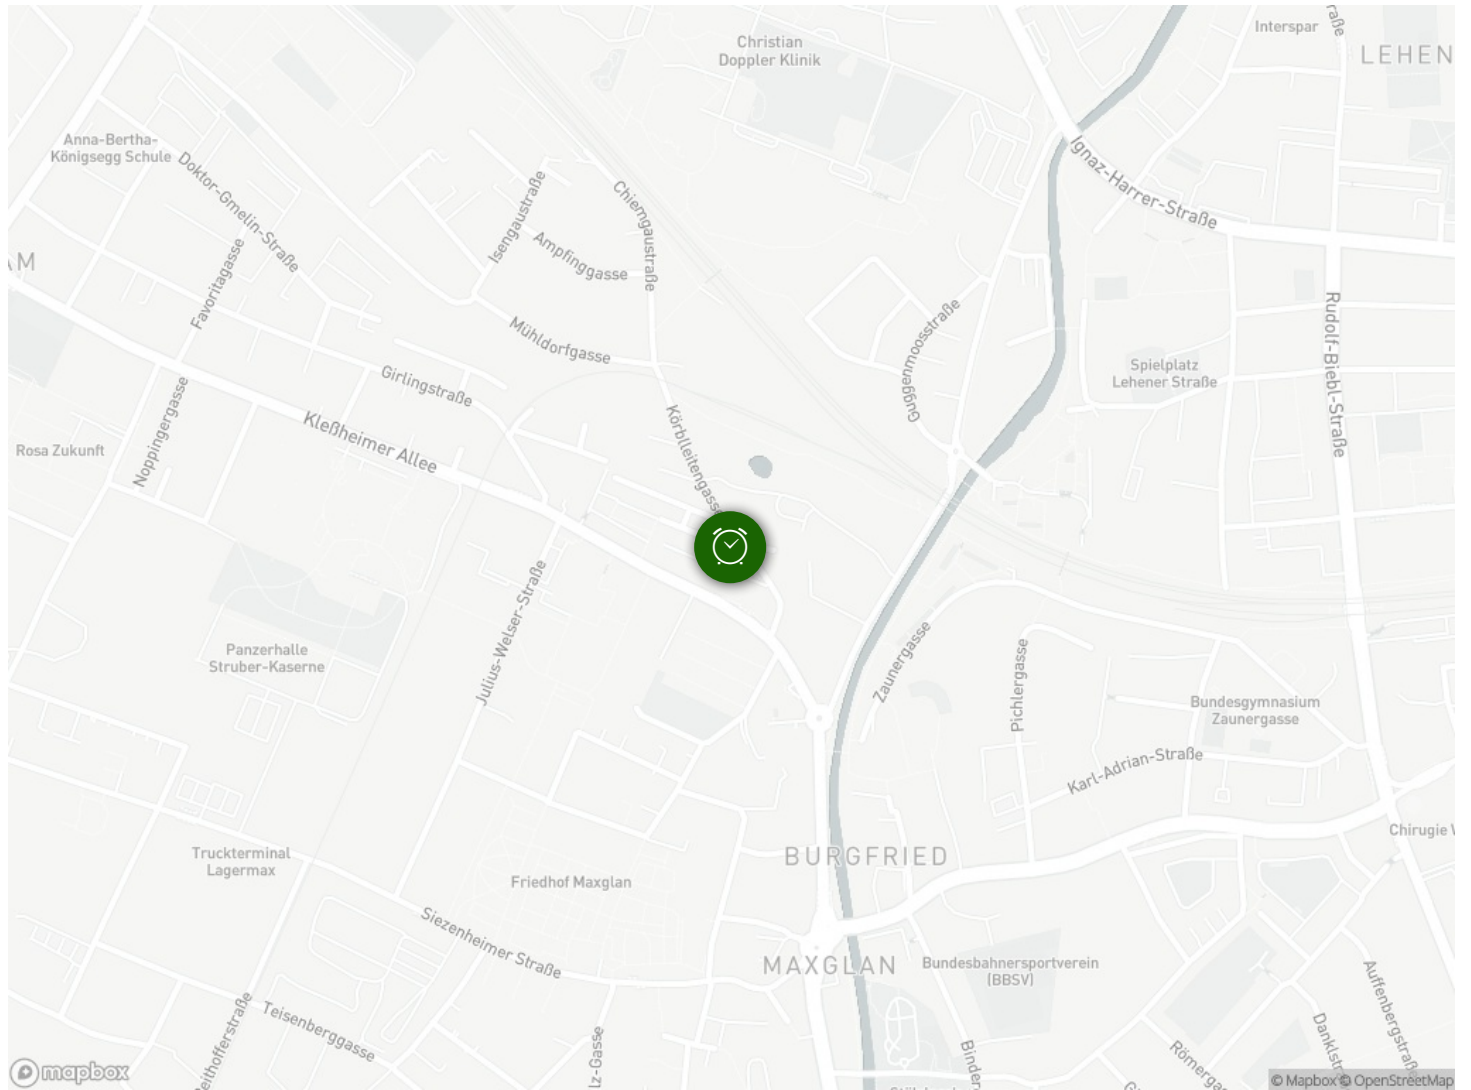 Christian
Doppler Klinik
Interspar
LEHEN
Anna-Bertha-
Königsegg Schule
Doktor-Gmelin-Straße
Isengaustraße
Chiemgaustraße
Ampfinggasse
Ignaz-Harrer-Straße
Favoritagasse
Mühldorfgasse
Guggenmoosstraße
Rudolf-Biebl-Straße
Spielplatz
Lehener Straße
Girlingstraße
Noppingergasse
Kleßheimer Allee
Körblleitengasse
Rosa Zukunft
Julius-Welser-Straße
Panzerhalle
Struber-Kaserne
Zaunergasse
Pichlergasse
Bundesgymnasium
Zaunergasse
Karl-Adrian-Straße
Chirugie
Truckterminal
Lagermax
BURGFRIED
Friedhof Maxglan
Siezenheimer Straße
MAXGLAN
Bundesbahnersportverein
(BBSV)
Auffenbergstraße
Teisenberggasse
mapbox
© Mapbox © OpenStreetMap